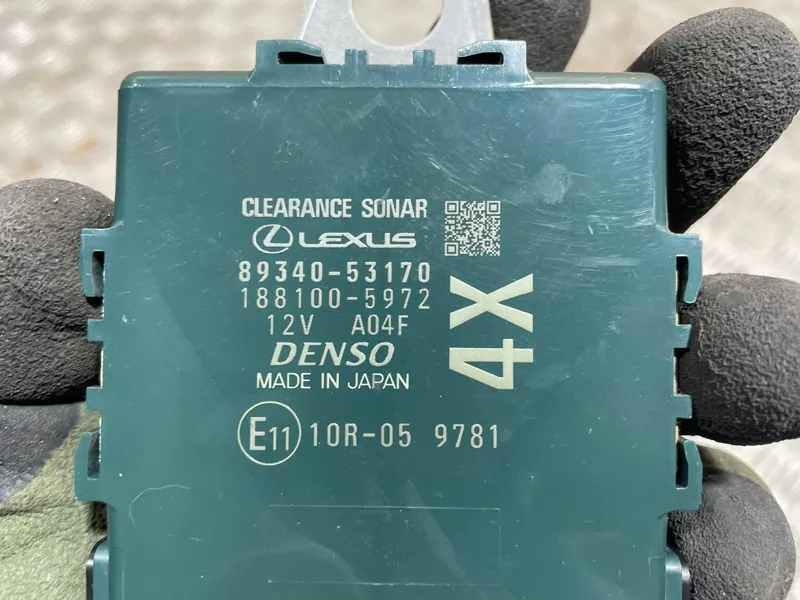 CLEARANCE SONAR
LEXUS
89340-53170
188100-5972
12V A04F
DENSO
MADE IN JAPAN
4X
E11 10R-05 9781